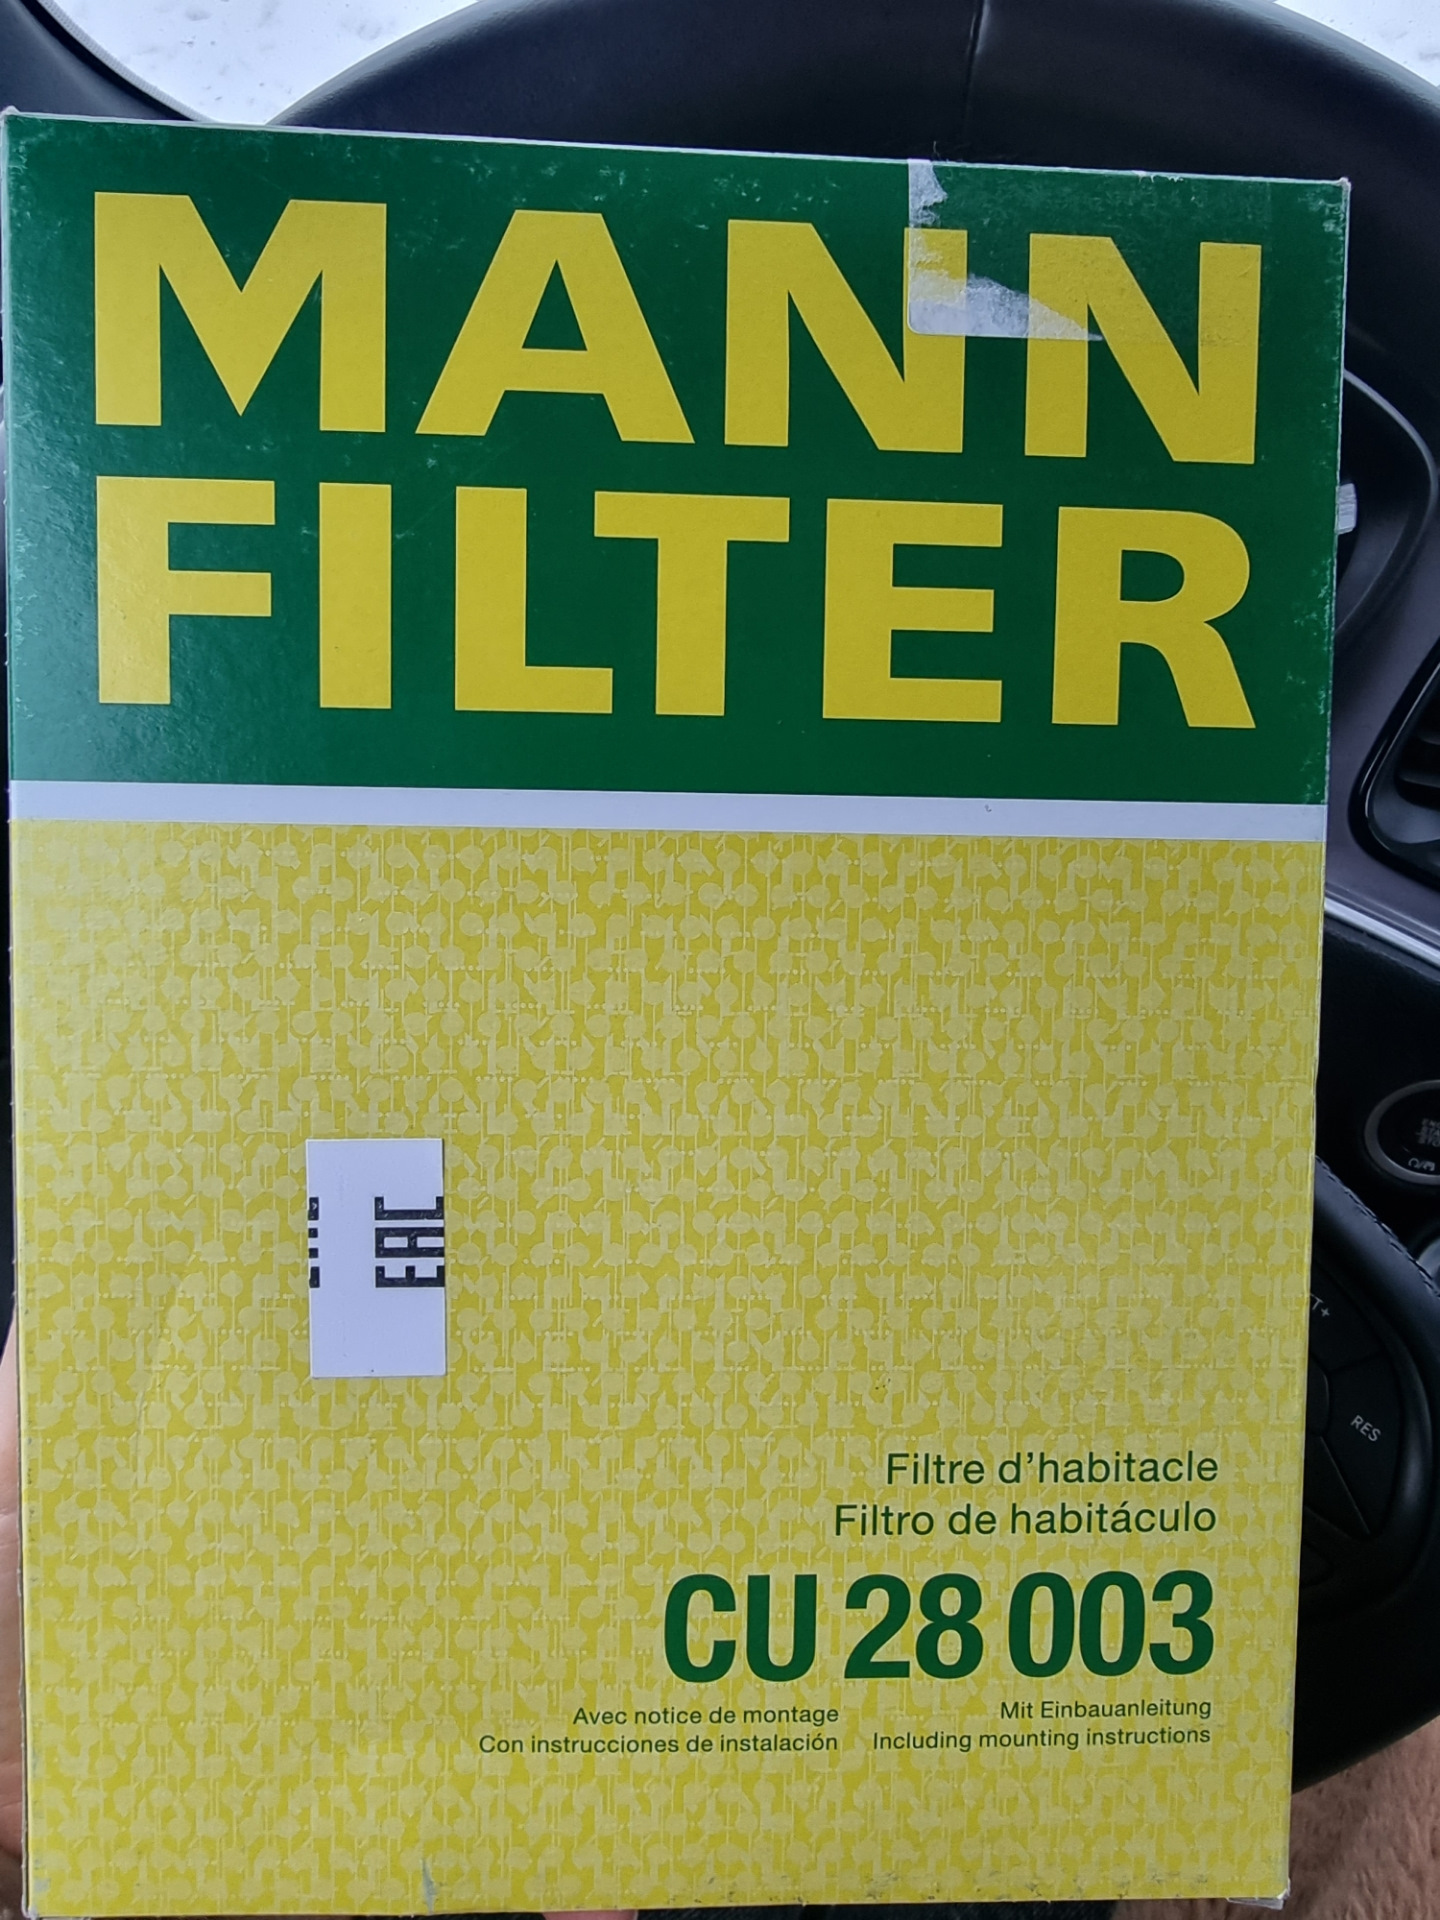 MANN
FILTER
EAC
Filtre d'habitacle
Filtro de habitáculo
CU 28 003
Avec notice de montage
Con instrucciones de instalación
Mit Einbauanleitung
Including mounting instructions
RES